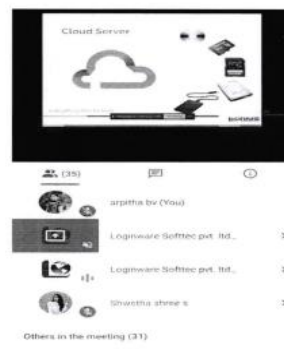 Cloud Server
(35)
arpitha bv (You)
Loginware Softtec pvt. ltd..
Loginware Softtec pvt. ltd..
Shwetha shree s
Others in the meeting (31)